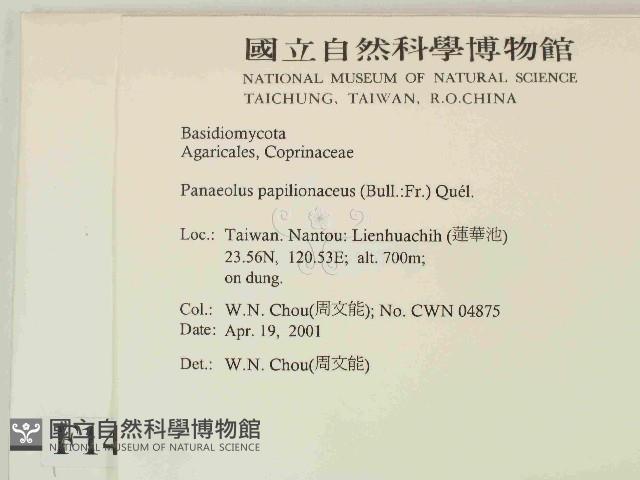 國立自然科學博物館
NATIONAL MUSEUM OF NATURAL SCIENCE
TAICHUNG, TAIWAN, R.O.CHINA
Basidiomycota
Agaricales, Coprinaceae
Panaeolus papilionaceus (Bull.:Fr.) Quél.
Loc.: Taiwan. Nantou: Lienhuachih (蓮華池)
23.56N, 120.53E; alt. 700m;
on dung.
Col.: W.N. Chou(周文能); No. CWN 04875
Date: Apr. 19, 2001
Det.: W.N. Chou(周文能)
國立自然科學博物館
NATIONAL MUSEUM OF NATURAL SCIENCE